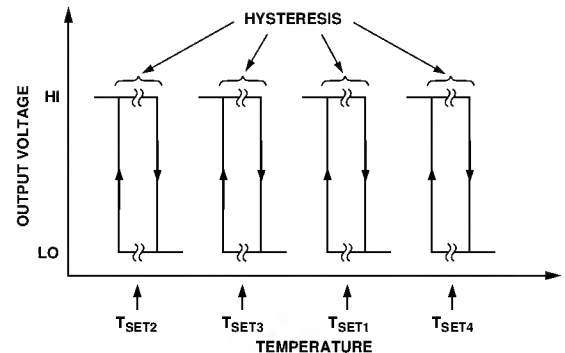 HYSTERESIS
HI
OUTPUT VOLTAGE
LO
TSET2 TSET3 TSET1 TSET4
TEMPERATURE